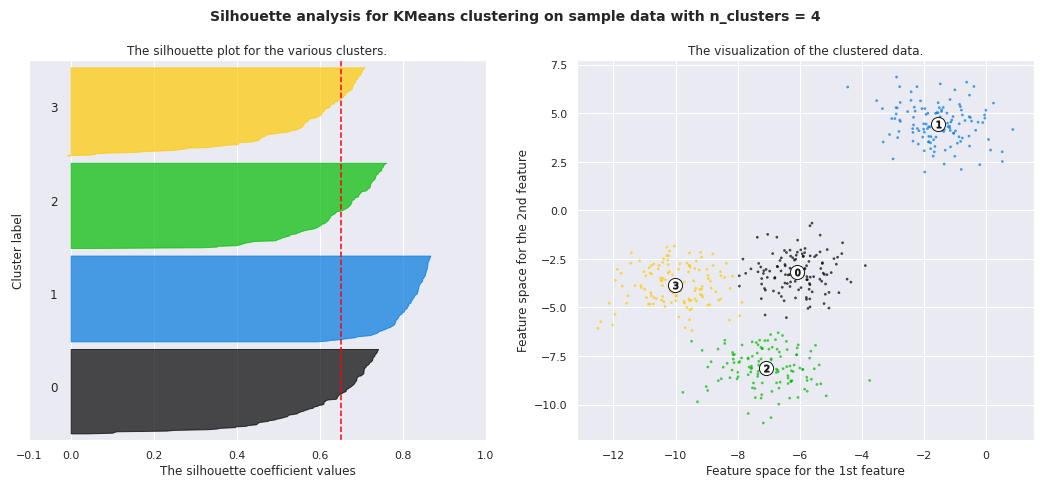 Silhouette analysis for KMeans clustering on sample data with n_clusters = 4
The silhouette plot for the various clusters.
3
2
1
0
Cluster label
−0.1 0.0 0.2 0.4 0.6 0.8 1.0
The silhouette coefficient values
The visualization of the clustered data.
7.5
5.0
2.5
0.0
−2.5
−5.0
−7.5
−10.0
Feature space for the 2nd feature
1
0
3
2
−12 −10 −8 −6 −4 −2 0
Feature space for the 1st feature